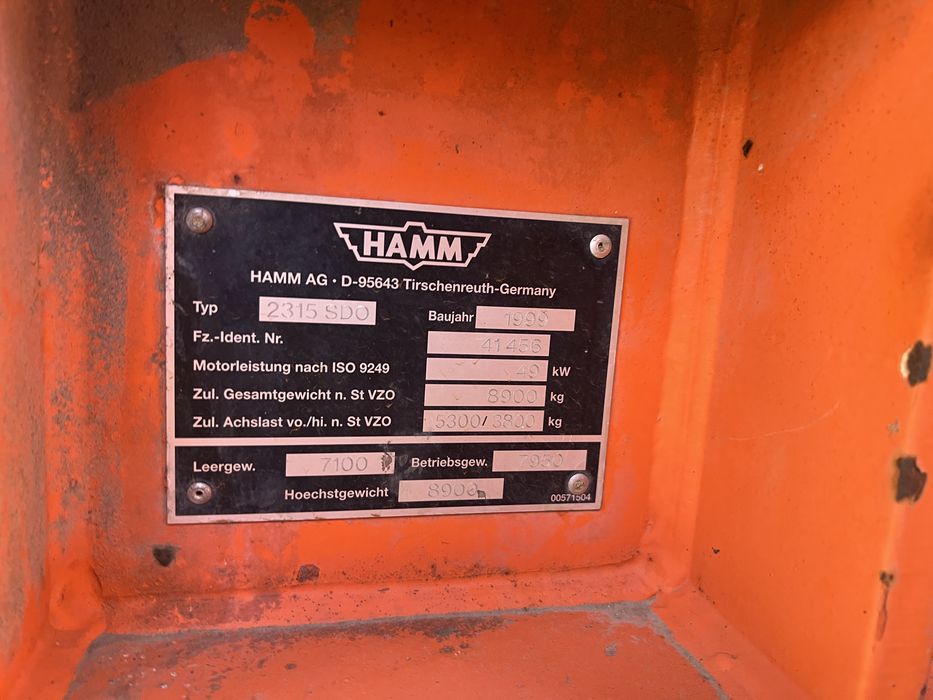 HAMM
HAMM AG · D-95643 Tirschenreuth-Germany
Typ 2315 SDO Baujahr 1999
Fz.-Ident. Nr. 41456
Motorleistung nach ISO 9249 49 kW
Zul. Gesamtgewicht n. St VZO 8900 kg
Zul. Achslast vo./hi. n. St VZO 5300/3800 kg
Leergew. 7100 Betriebsgew. 7950
Hoechstgewicht 8900
00571504